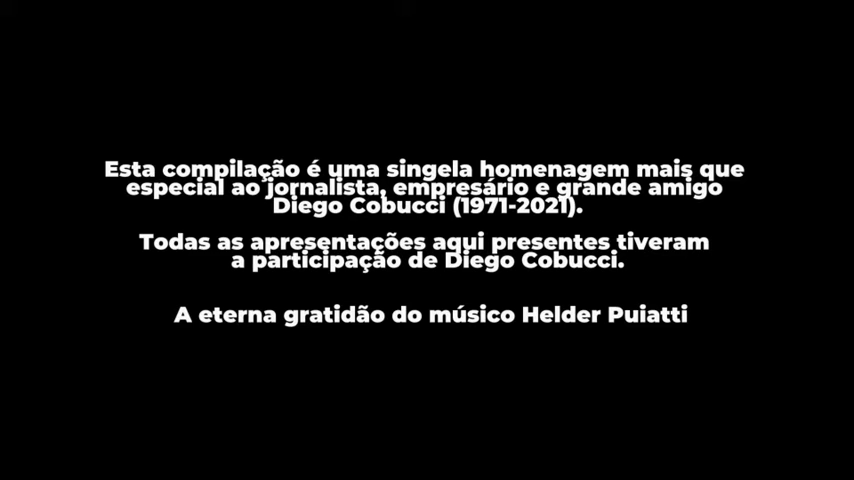 Esta compilação é uma singela homenagem mais que
especial ao jornalista, empresário e grande amigo
Diego Cobucci (1971-2021).
Todas as apresentações aqui presentes tiveram
a participação de Diego Cobucci.
A eterna gratidão do músico Helder Puiatti